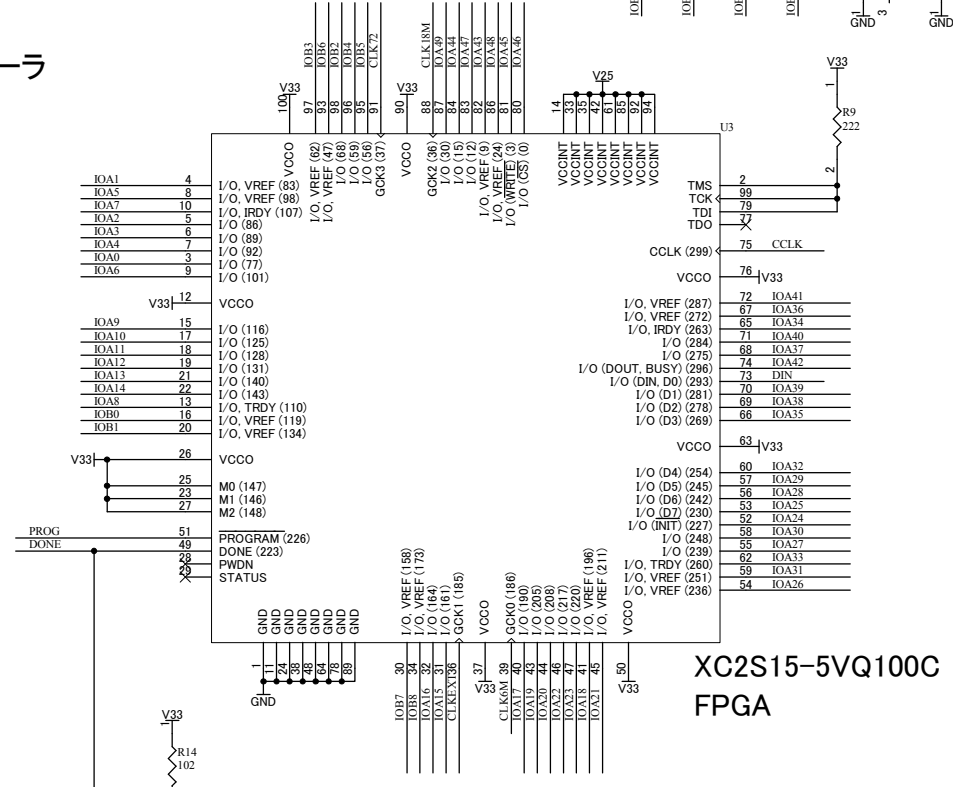 ーラ
GND
3
GND
V33
1
R9
222
2
IOB3
IOB6
IOB2
IOB4
IOB5
CLK72
CLK18M
IOA49
IOA44
IOA47
IOA43
IOA48
IOA45
IOA46
V33
V33
V25
100
97
93
98
96
95
91
90
88
87
84
83
82
86
81
80
14
33
35
42
61
85
92
94
U3
VCCO
I/O, VREF (62)
I/O, VREF (47)
I/O (68)
I/O (59)
I/O (56)
GCK3 (37)
VCCO
GCK2 (36)
I/O (30)
I/O (15)
I/O (12)
I/O, VREF (9)
I/O, VREF (24)
I/O (WRITE) (3)
I/O (CS) (0)
VCCINT
VCCINT
VCCINT
VCCINT
VCCINT
VCCINT
VCCINT
VCCINT
IOA1 4 I/O, VREF (83)
IOA5 8 I/O, VREF (98)
IOA7 10 I/O, IRDY (107)
IOA2 5 I/O (86)
IOA3 6 I/O (89)
IOA4 7 I/O (92)
IOA0 3 I/O (77)
IOA6 9 I/O (101)
V33 12 VCCO
IOA9 15 I/O (116)
IOA10 17 I/O (125)
IOA11 18 I/O (128)
IOA12 19 I/O (131)
IOA13 21 I/O (140)
IOA14 22 I/O (143)
IOA8 13 I/O, TRDY (110)
IOB0 16 I/O, VREF (119)
IOB1 20 I/O, VREF (134)
V33 26 VCCO
25 M0 (147)
23 M1 (146)
27 M2 (148)
PROG 51 PROGRAM (226)
DONE 49 DONE (223)
28 PWDN
29 STATUS
TMS 2
TCK 99
TDI 79
TDO 77
CCLK (299) 75 CCLK
VCCO 76 V33
I/O, VREF (287) 72 IOA41
I/O, VREF (272) 67 IOA36
I/O, IRDY (263) 65 IOA34
I/O (284) 71 IOA40
I/O (275) 68 IOA37
I/O (DOUT, BUSY) (296) 74 IOA42
I/O (DIN, D0) (293) 73 DIN
I/O (D1) (281) 70 IOA39
I/O (D2) (278) 69 IOA38
I/O (D3) (269) 66 IOA35
VCCO 63 V33
I/O (D4) (254) 60 IOA32
I/O (D5) (245) 57 IOA29
I/O (D6) (242) 56 IOA28
I/O (D7) (230) 53 IOA25
I/O (INIT) (227) 52 IOA24
I/O (248) 58 IOA30
I/O (239) 55 IOA27
I/O, TRDY (260) 62 IOA33
I/O, VREF (251) 59 IOA31
I/O, VREF (236) 54 IOA26
GND
GND
GND
GND
GND
GND
GND
GND
I/O, VREF (158)
I/O, VREF (173)
I/O (164)
I/O (161)
GCK1 (185)
VCCO
GCK0 (186)
I/O (190)
I/O (205)
I/O (208)
I/O (217)
I/O (220)
I/O, VREF (196)
I/O, VREF (211)
VCCO
1
11
24
38
48
64
78
89
30
34
32
31
36
37
39
40
43
44
46
47
41
45
50
GND
IOB7
IOB8
IOA16
IOA15
CLKEXT
V33
CLK6M
IOA17
IOA19
IOA20
IOA22
IOA23
IOA18
IOA21
V33
XC2S15-5VQ100C
FPGA
V33
1
R14
102